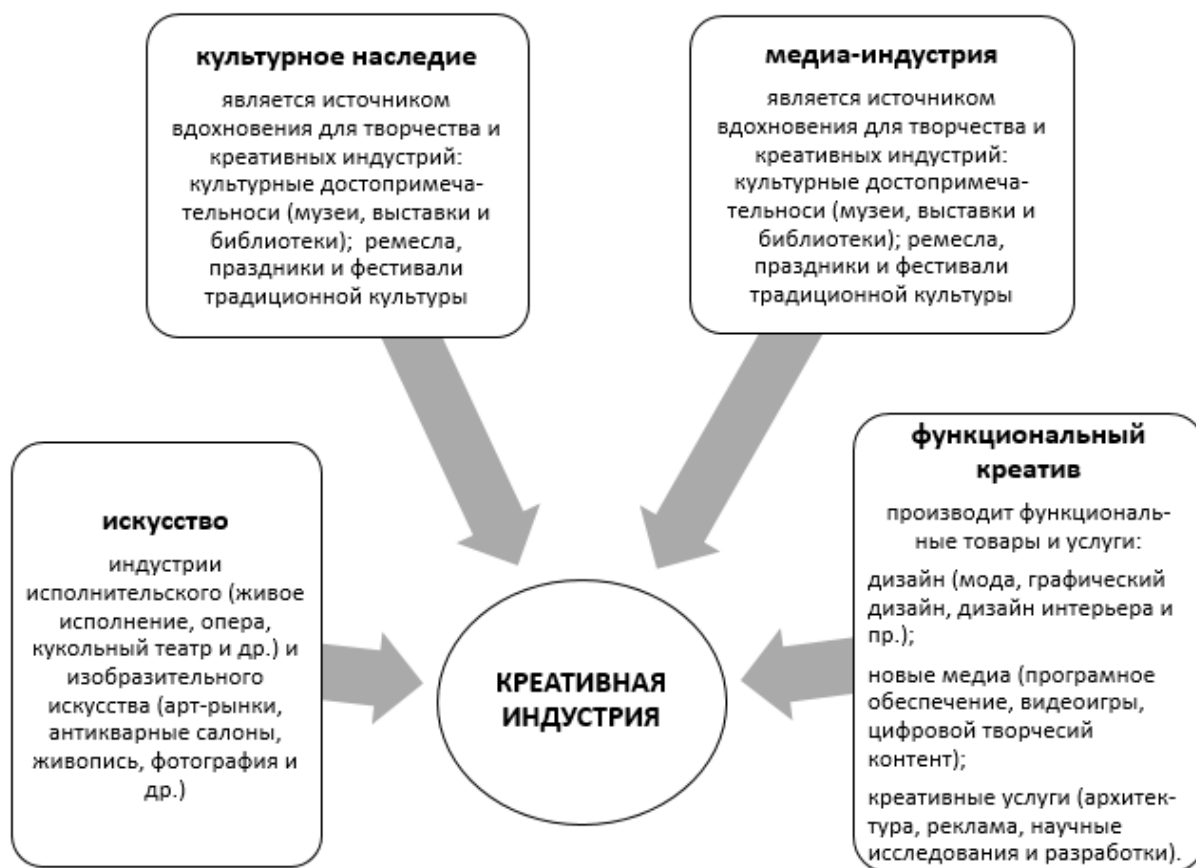 культурное наследие
является источником
вдохновения для творчества и
креативных индустрий:
культурные достопримеча-
тельноси (музеи, выставки и
библиотеки);  ремесла,
праздники и фестивали
традиционной культуры
медиа-индустрия
является источником
вдохновения для творчества и
креативных индустрий:
культурные достопримеча-
тельноси (музеи, выставки и
библиотеки); ремесла,
праздники и фестивали
традиционной культуры
искусство
индустрии
исполнительского (живое
исполнение, опера,
кукольный театр и др.) и
изобразительного
искусства (арт-рынки,
антикварные салоны,
живопись, фотография и
др.)
КРЕАТИВНАЯ
ИНДУСТРИЯ
функциональный
креатив
производит функциональ-
ные товары и услуги:
дизайн (мода, графический
дизайн, дизайн интерьера и
пр.);
новые медиа (програмное
обеспечение, видеоигры,
цифровой творчесий
контент);
креативные услуги (архитек-
тура, реклама, научные
исследования и разработки).